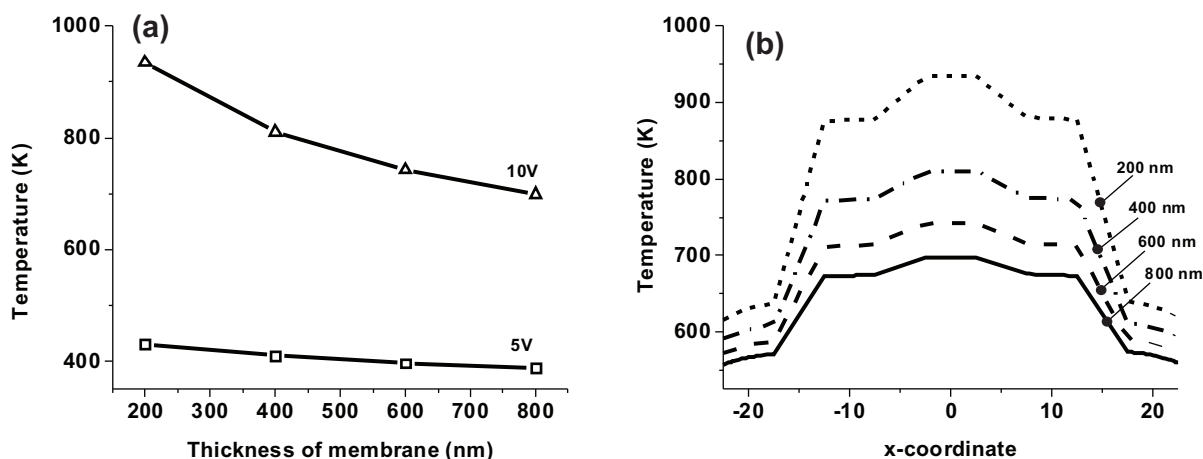 (a)
1000
800
600
400
Temperature (K)
10V
5V
200 300 400 500 600 700 800
Thickness of membrane (nm)
(b)
1000
900
800
700
600
Temperature (K)
200 nm
400 nm
600 nm
800 nm
-20 -10 0 10 20
x-coordinate